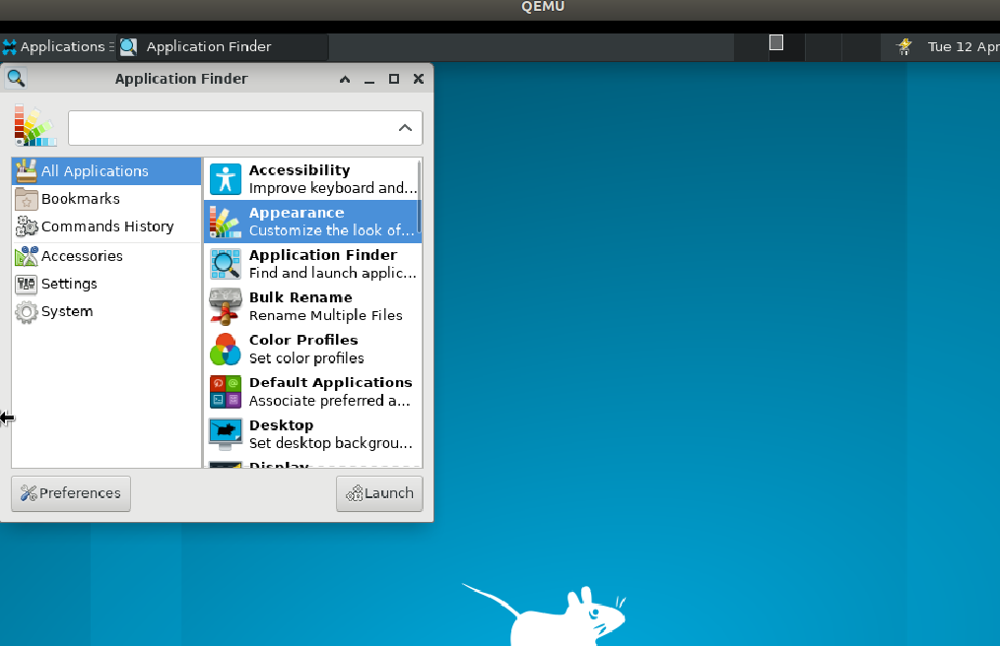 QEMU
Applications
Application Finder
Tue 12 Apr
Application Finder
All Applications
Bookmarks
Commands History
Accessories
Settings
System
Accessibility
Improve keyboard and...
Appearance
Customize the look of...
Application Finder
Find and launch applic...
Bulk Rename
Rename Multiple Files
Color Profiles
Set color profiles
Default Applications
Associate preferred a...
Desktop
Set desktop backgrou...
Display
Preferences
Launch